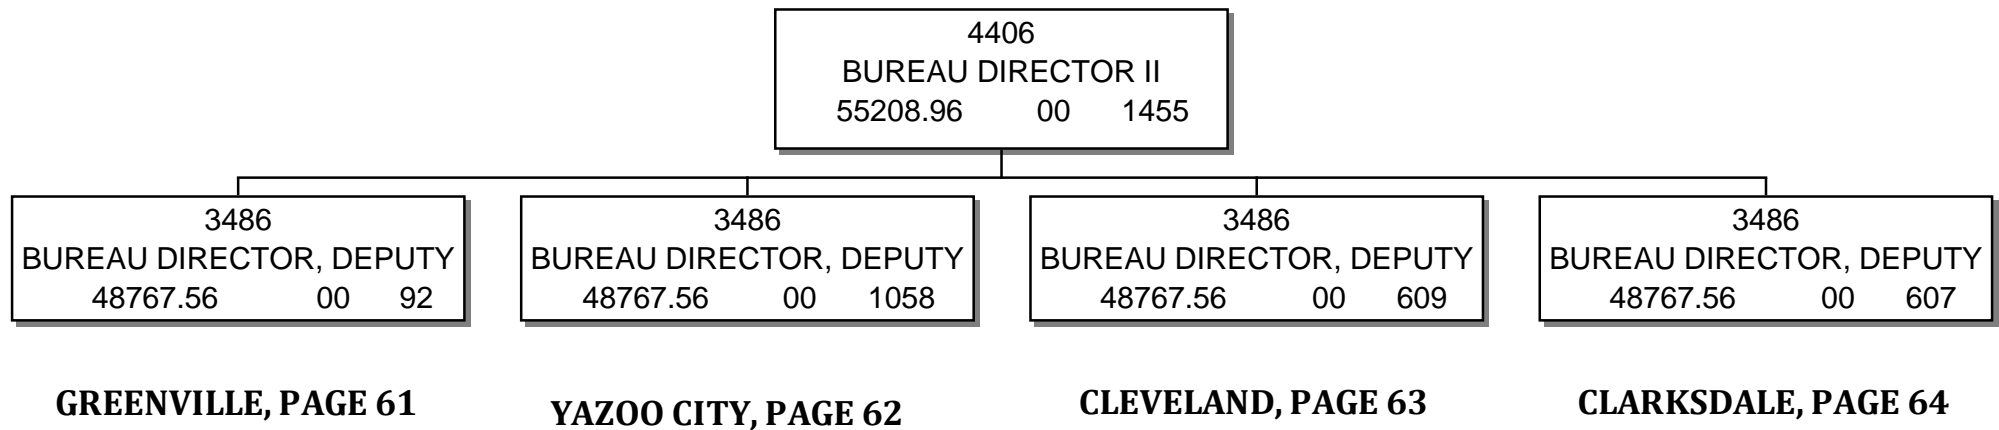 4406
BUREAU DIRECTOR II
55208.96 00 1455
3486
BUREAU DIRECTOR, DEPUTY
48767.56 00 92
3486
BUREAU DIRECTOR, DEPUTY
48767.56 00 1058
3486
BUREAU DIRECTOR, DEPUTY
48767.56 00 609
3486
BUREAU DIRECTOR, DEPUTY
48767.56 00 607
GREENVILLE, PAGE 61
YAZOO CITY, PAGE 62
CLEVELAND, PAGE 63
CLARKSDALE, PAGE 64